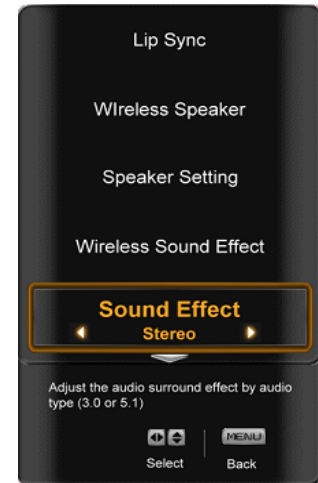 Lip Sync
WIreless Speaker
Speaker Setting
Wireless Sound Effect
Sound Effect
Stereo
Adjust the audio surround effect by audio
type (3.0 or 5.1)
MENU
Select Back